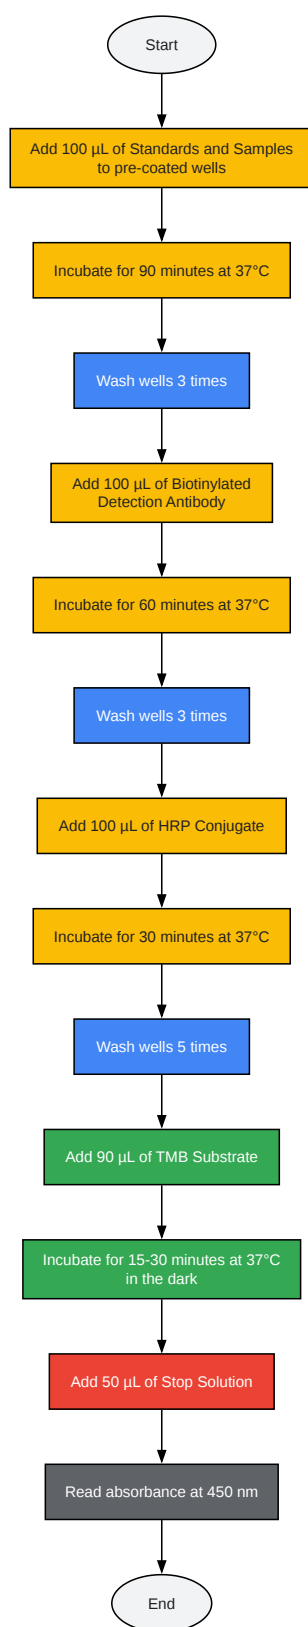 Start
Add 100 µL of Standards and Samples
to pre-coated wells
Incubate for 90 minutes at 37°C
Wash wells 3 times
Add 100 µL of Biotinylated
Detection Antibody
Incubate for 60 minutes at 37°C
Wash wells 3 times
Add 100 µL of HRP Conjugate
Incubate for 30 minutes at 37°C
Wash wells 5 times
Add 90 µL of TMB Substrate
Incubate for 15-30 minutes at 37°C
in the dark
Add 50 µL of Stop Solution
Read absorbance at 450 nm
End